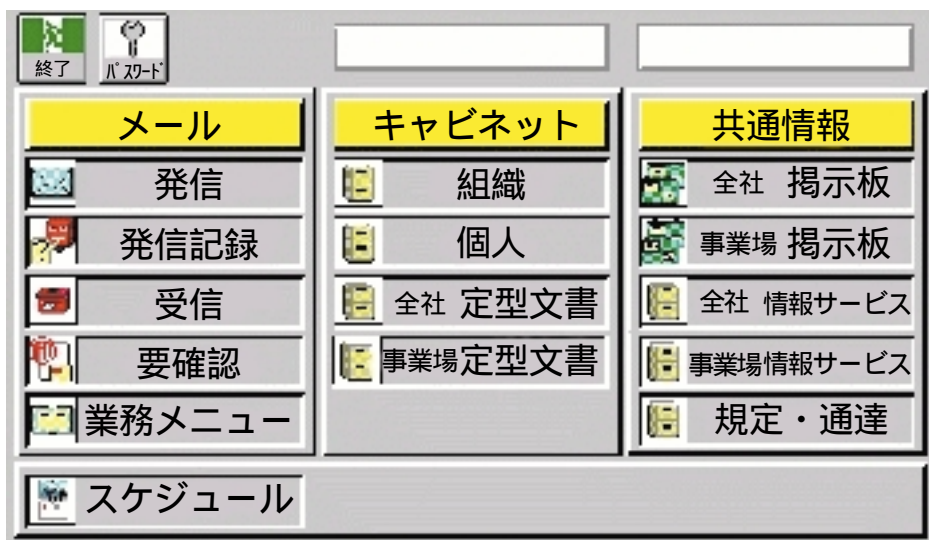 終了
パスワード
メール
発信
発信記録
受信
要確認
業務メニュー
キャビネット
組織
個人
全社 定型文書
事業場定型文書
共通情報
全社 掲示板
事業場 掲示板
全社 情報サービス
事業場情報サービス
規定・通達
スケジュール